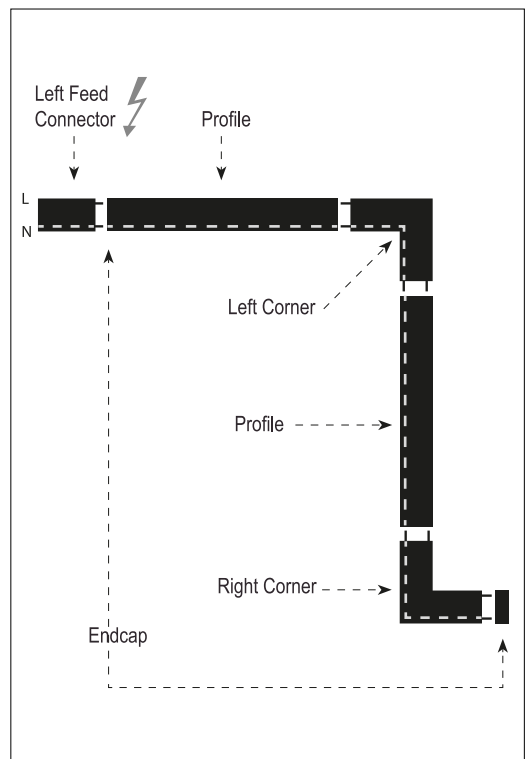 Left Feed
Connector
Profile
L
N
Left Corner
Profile
Right Corner
Endcap